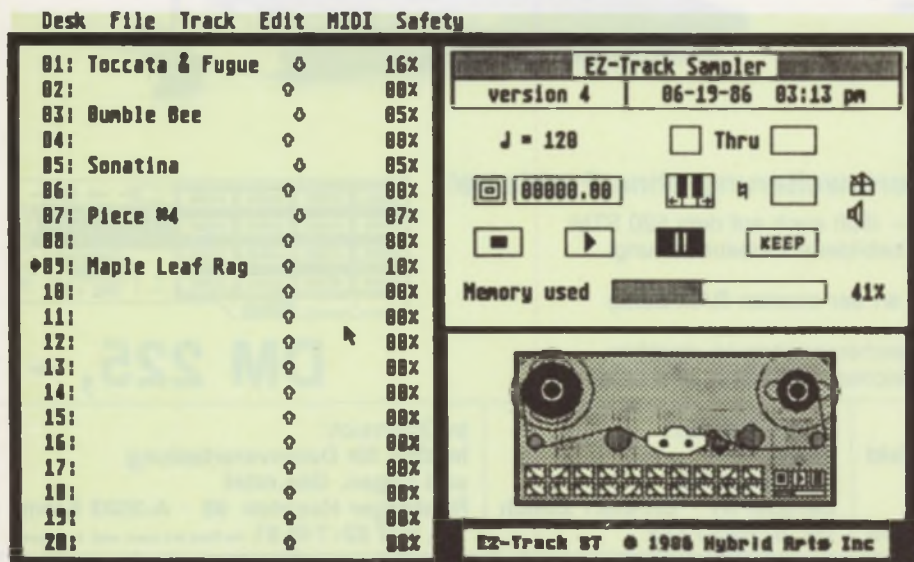 Desk File Track Edit MIDI Safety
01: Toccata & Fugue 16%
02: 00%
03: Bumble Bee 05%
04: 00%
05: Sonatina 05%
06: 00%
07: Piece #4 07%
08: 00%
09: Maple Leaf Rag 10%
10: 00%
11: 00%
12: 00%
13: 00%
14: 00%
15: 00%
16: 00%
17: 00%
18: 00%
19: 00%
20: 00%
EZ-Track Sampler
version 4 06-19-86 03:13 pm
♩ = 120 Thru
00000.00
KEEP
Memory used 41%
EZ-Track ST © 1986 Hybrid Arts Inc
DM 225,-